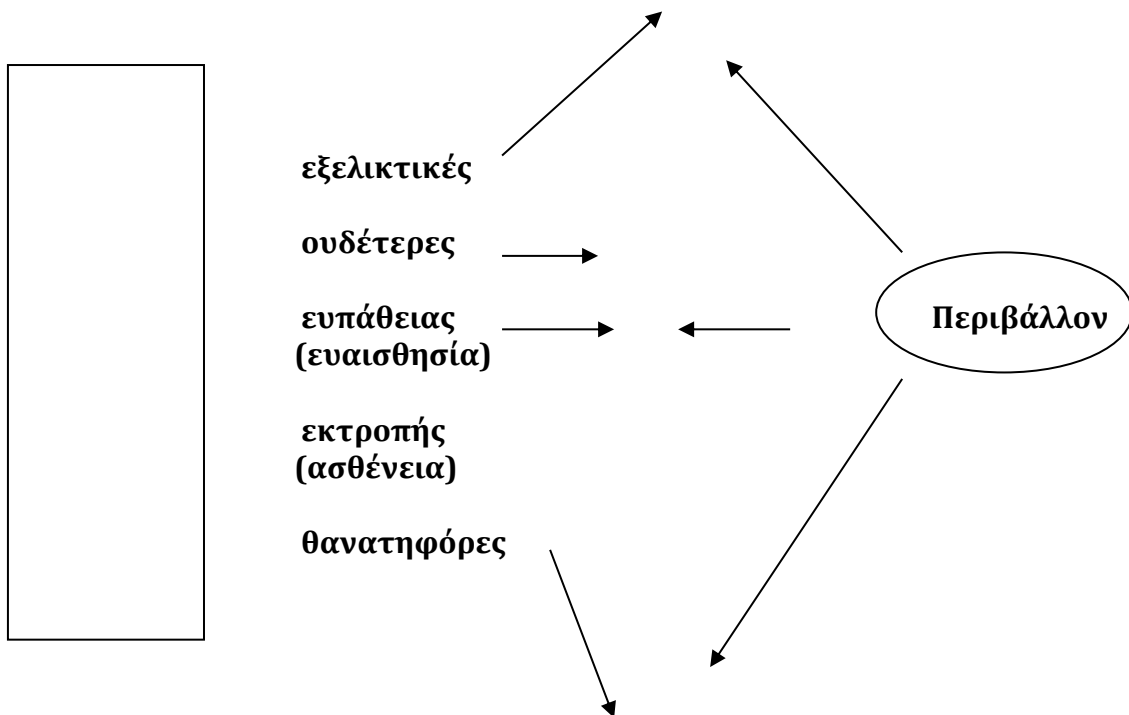 εξελικτικές
ουδέτερες
ευπάθειας
(ευαισθησία)
Περιβάλλον
εκτροπής
(ασθένεια)
θανατηφόρες